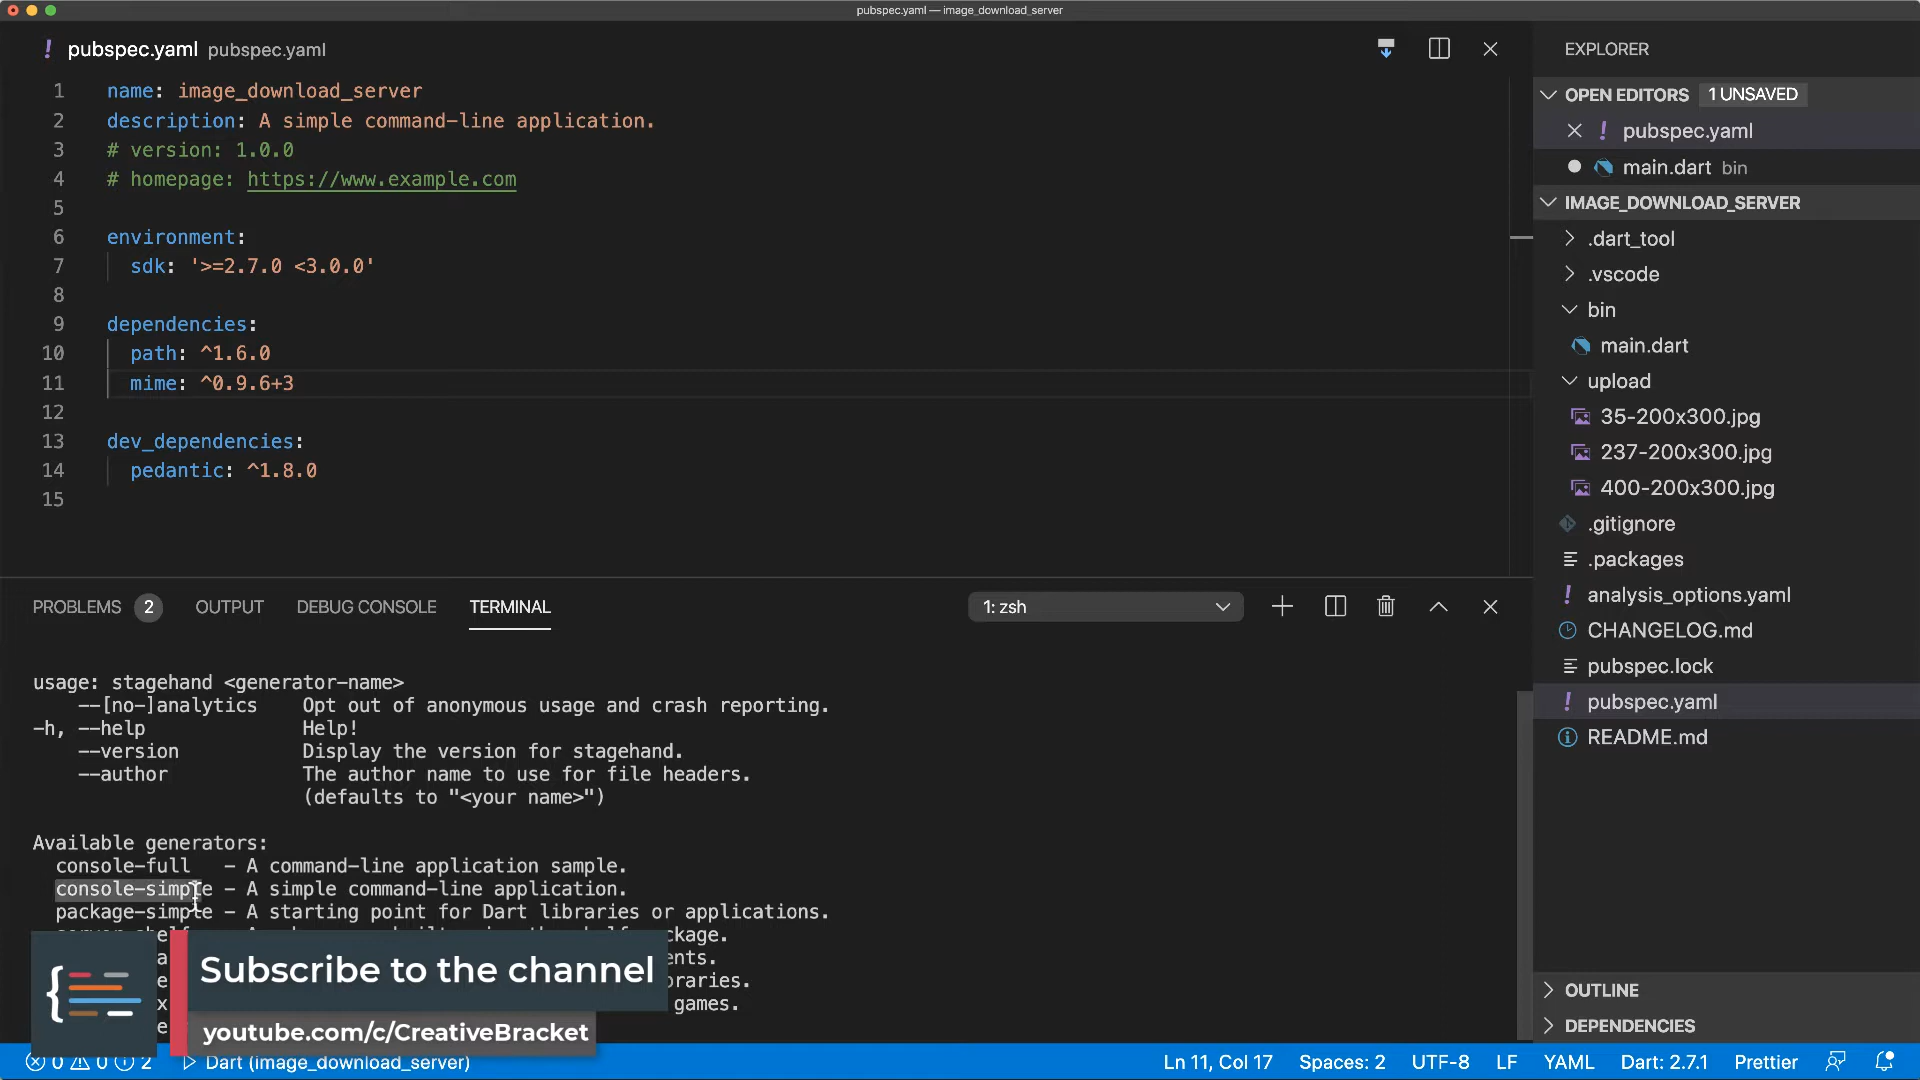 pubspec.yaml — image_download_server
! pubspec.yaml pubspec.yaml
1 name: image_download_server
2 description: A simple command-line application.
3 # version: 1.0.0
4 # homepage: https://www.example.com
5
6 environment:
7 sdk: '>=2.7.0 <3.0.0'
8
9 dependencies:
10 path: ^1.6.0
11 mime: ^0.9.6+3
12
13 dev_dependencies:
14 pedantic: ^1.8.0
15
EXPLORER
OPEN EDITORS 1 UNSAVED
! pubspec.yaml
main.dart bin
IMAGE_DOWNLOAD_SERVER
.dart_tool
.vscode
bin
main.dart
upload
35-200x300.jpg
237-200x300.jpg
400-200x300.jpg
.gitignore
.packages
! analysis_options.yaml
CHANGELOG.md
pubspec.lock
! pubspec.yaml
README.md
OUTLINE
DEPENDENCIES
PROBLEMS 2 OUTPUT DEBUG CONSOLE TERMINAL 1: zsh
usage: stagehand <generator-name>
--[no-]analytics Opt out of anonymous usage and crash reporting.
-h, --help Help!
--version Display the version for stagehand.
--author The author name to use for file headers.
(defaults to "<your name>")
Available generators:
console-full - A command-line application sample.
console-simple - A simple command-line application.
package-simple - A starting point for Dart libraries or applications.
ckage.
ents.
raries.
games.
Subscribe to the channel
youtube.com/c/CreativeBracket
0 0 2 Dart (image_download_server) Ln 11, Col 17 Spaces: 2 UTF-8 LF YAML Dart: 2.7.1 Prettier